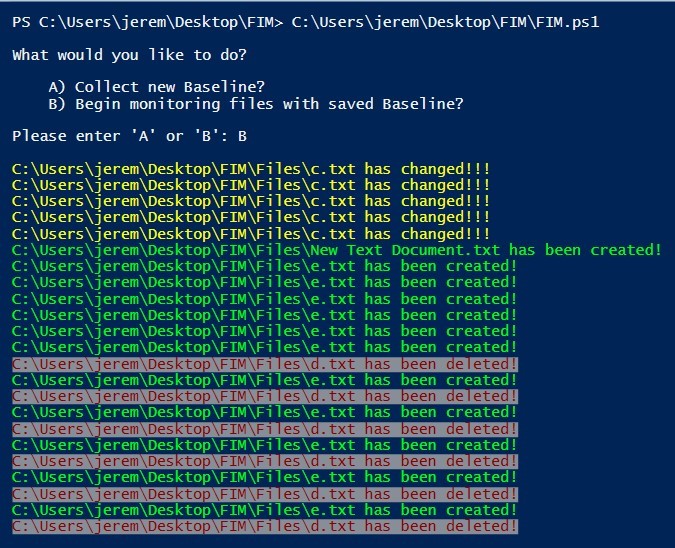 PS C:\Users\jerem\Desktop\FIM> C:\Users\jerem\Desktop\FIM\FIM.ps1
What would you like to do?
A) Collect new Baseline?
B) Begin monitoring files with saved Baseline?
Please enter 'A' or 'B': B
C:\Users\jerem\Desktop\FIM\Files\c.txt has changed!!!
C:\Users\jerem\Desktop\FIM\Files\c.txt has changed!!!
C:\Users\jerem\Desktop\FIM\Files\c.txt has changed!!!
C:\Users\jerem\Desktop\FIM\Files\c.txt has changed!!!
C:\Users\jerem\Desktop\FIM\Files\c.txt has changed!!!
C:\Users\jerem\Desktop\FIM\Files\New Text Document.txt has been created!
C:\Users\jerem\Desktop\FIM\Files\e.txt has been created!
C:\Users\jerem\Desktop\FIM\Files\e.txt has been created!
C:\Users\jerem\Desktop\FIM\Files\e.txt has been created!
C:\Users\jerem\Desktop\FIM\Files\e.txt has been created!
C:\Users\jerem\Desktop\FIM\Files\e.txt has been created!
C:\Users\jerem\Desktop\FIM\Files\e.txt has been created!
C:\Users\jerem\Desktop\FIM\Files\d.txt has been deleted!
C:\Users\jerem\Desktop\FIM\Files\e.txt has been created!
C:\Users\jerem\Desktop\FIM\Files\d.txt has been deleted!
C:\Users\jerem\Desktop\FIM\Files\e.txt has been created!
C:\Users\jerem\Desktop\FIM\Files\d.txt has been deleted!
C:\Users\jerem\Desktop\FIM\Files\e.txt has been created!
C:\Users\jerem\Desktop\FIM\Files\d.txt has been deleted!
C:\Users\jerem\Desktop\FIM\Files\e.txt has been created!
C:\Users\jerem\Desktop\FIM\Files\d.txt has been deleted!
C:\Users\jerem\Desktop\FIM\Files\e.txt has been created!
C:\Users\jerem\Desktop\FIM\Files\d.txt has been deleted!